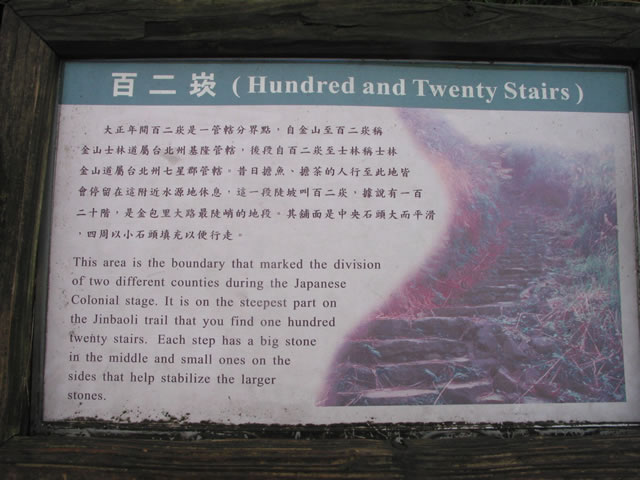 百二崁 (Hundred and Twenty Stairs)
大正年間百二崁是一管轄分界點，自金山至百二崁稱
金山士林道屬台北州基隆管轄，後段自百二崁至士林稱士林
金山道屬台北州七星郡管轄。昔日擔魚、擔茶的人行至此地皆
會停留在這附近水源地休息，這一段陡坡叫百二崁，據說有一百
二十階，是金包里大路最陡峭的地段。其舖面是中央石頭大而平滑
，四周以小石頭填充以便行走。
This area is the boundary that marked the division
of two different counties during the Japanese
Colonial stage. It is on the steepest part on
the Jinbaoli trail that you find one hundred
twenty stairs. Each step has a big stone
in the middle and small ones on the
sides that help stabilize the larger
stones.